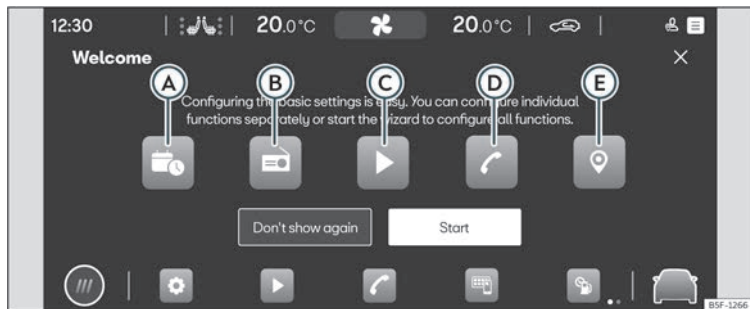 12:30
20.0°C
20.0°C
Welcome
A
B
C
D
E
Configuring the basic settings is easy. You can configure individual
functions separately or start the wizard to configure all functions.
Don't show again
Start
B5F-1266